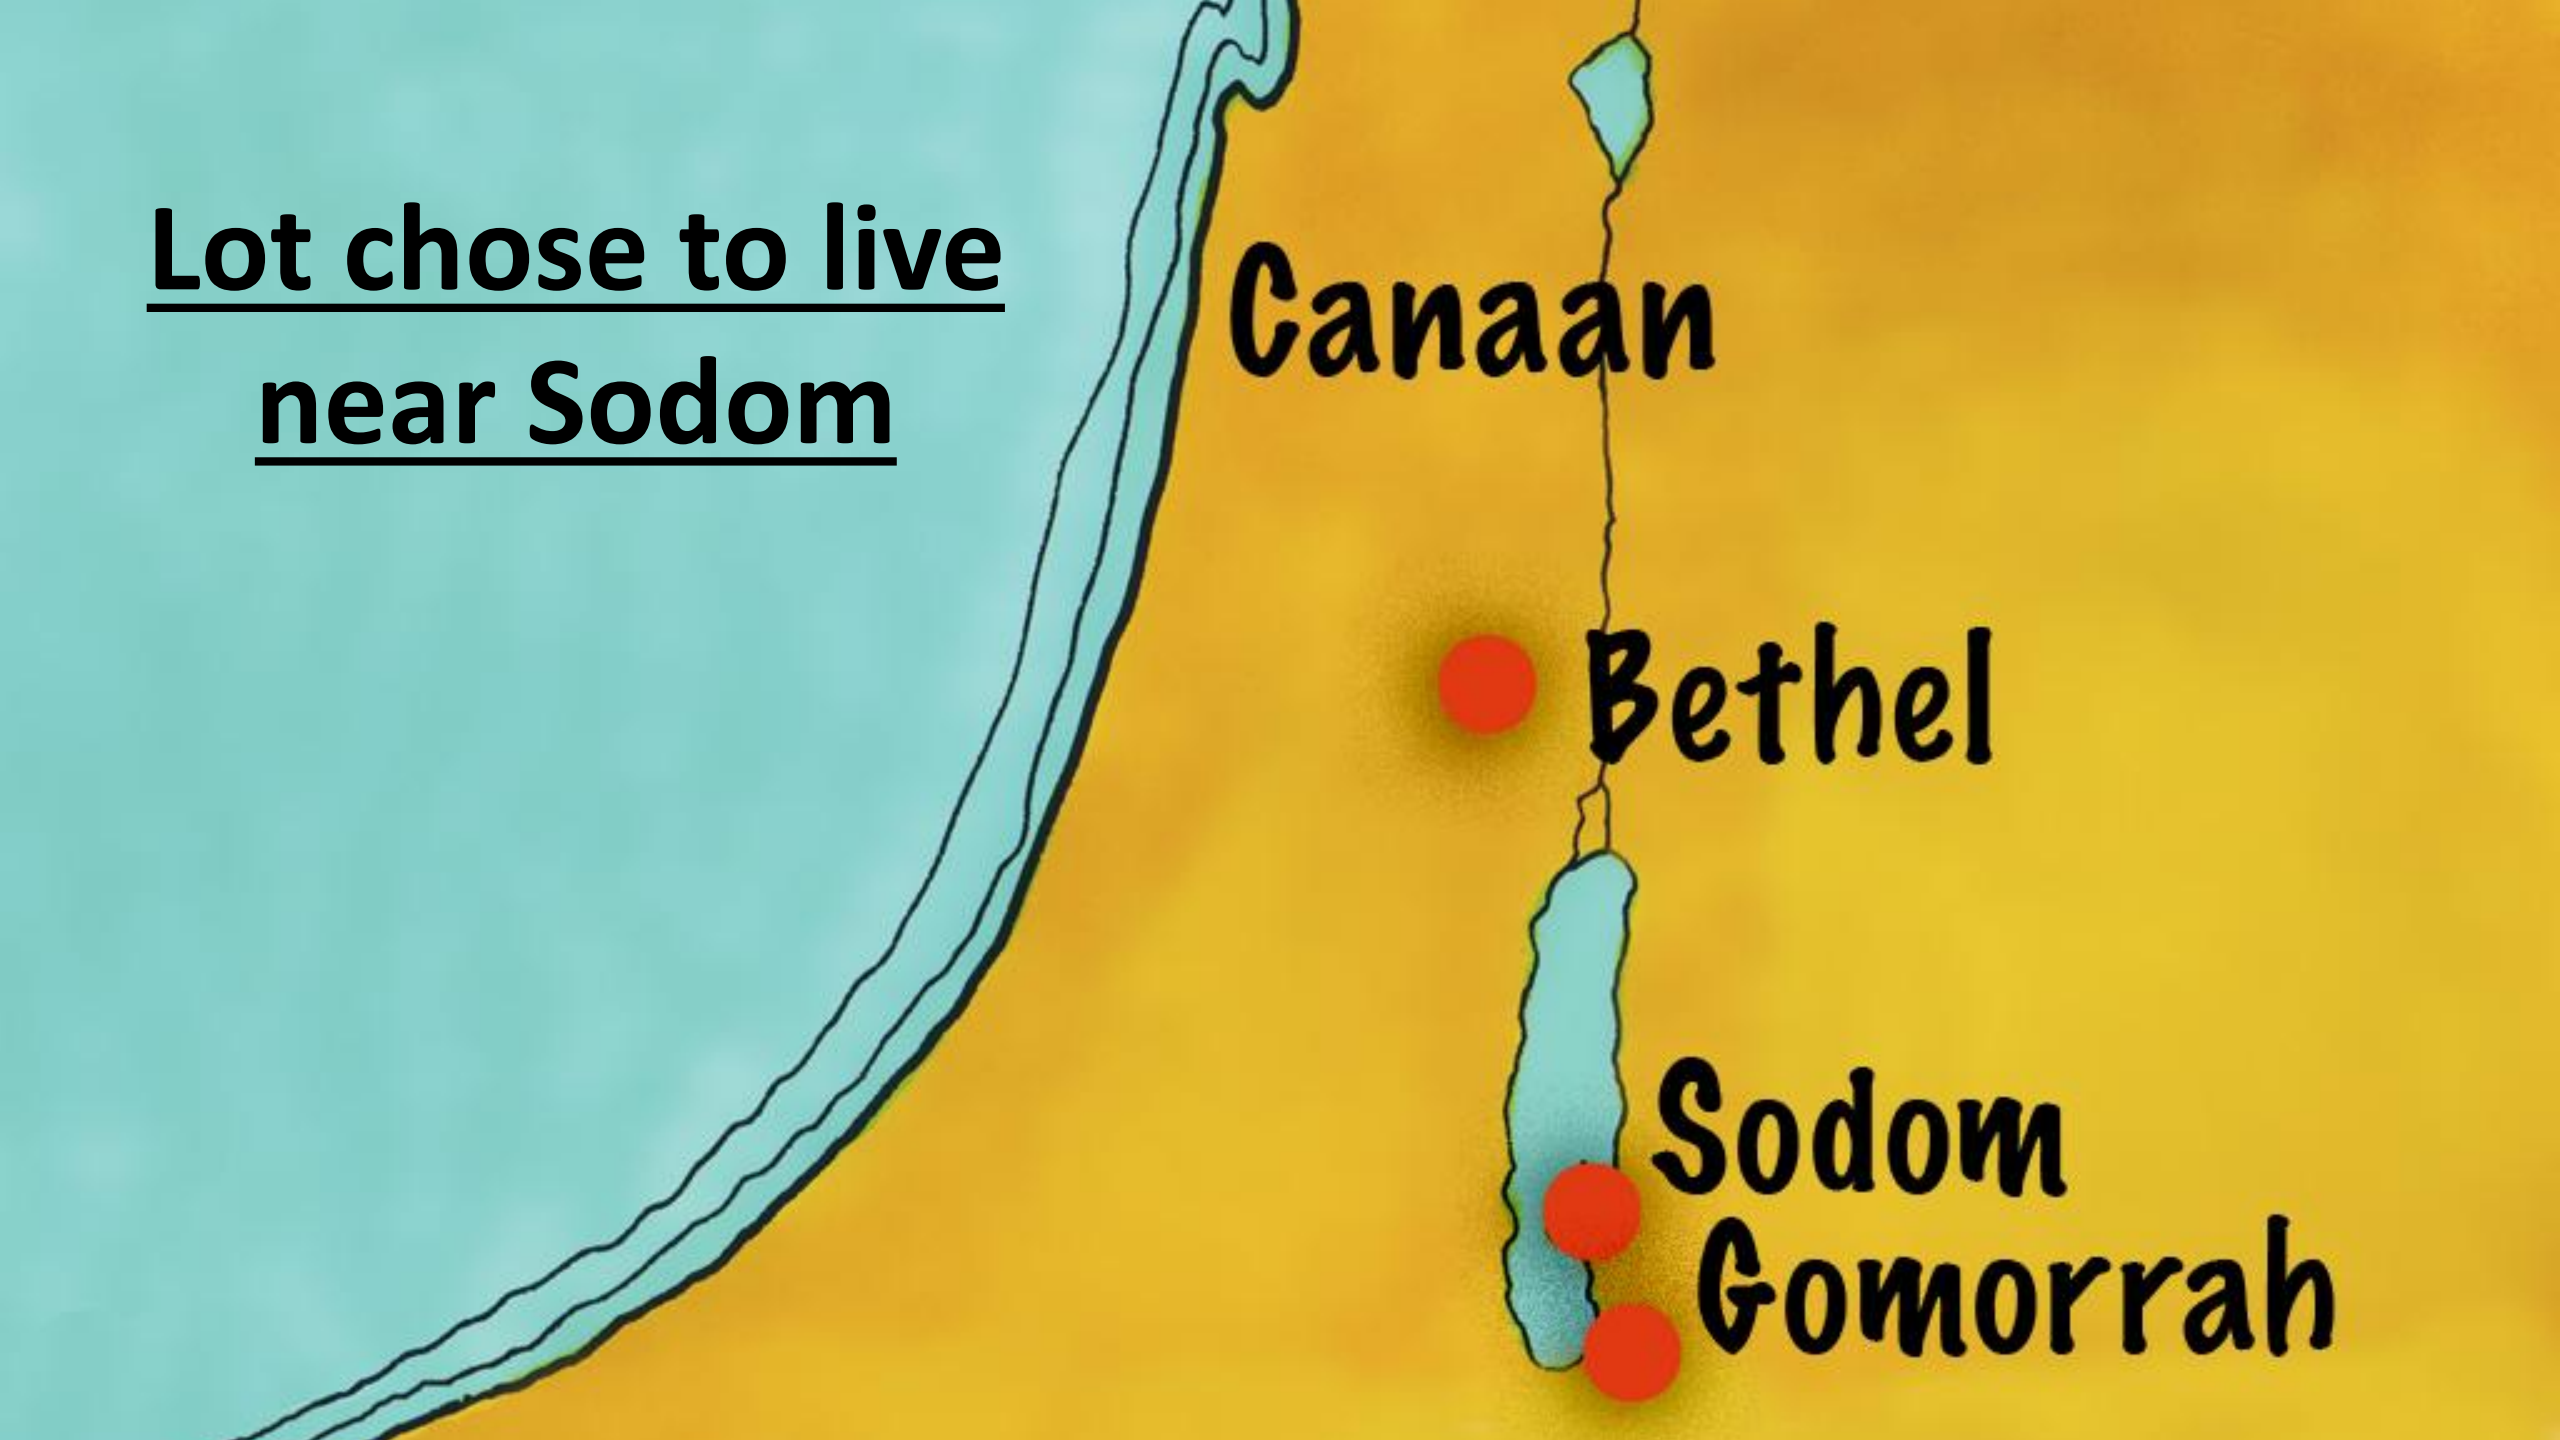 Lot chose to live
near Sodom
Canaan
Bethel
Sodom
Gomorrah